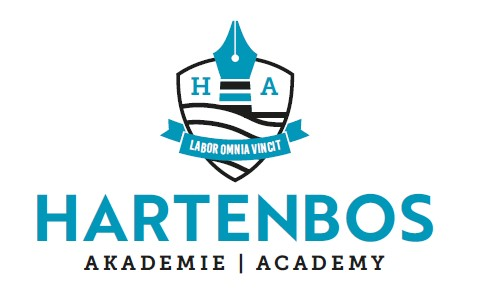 H A
LABOR OMNIA VINCIT
HARTENBOS
AKADEMIE | ACADEMY